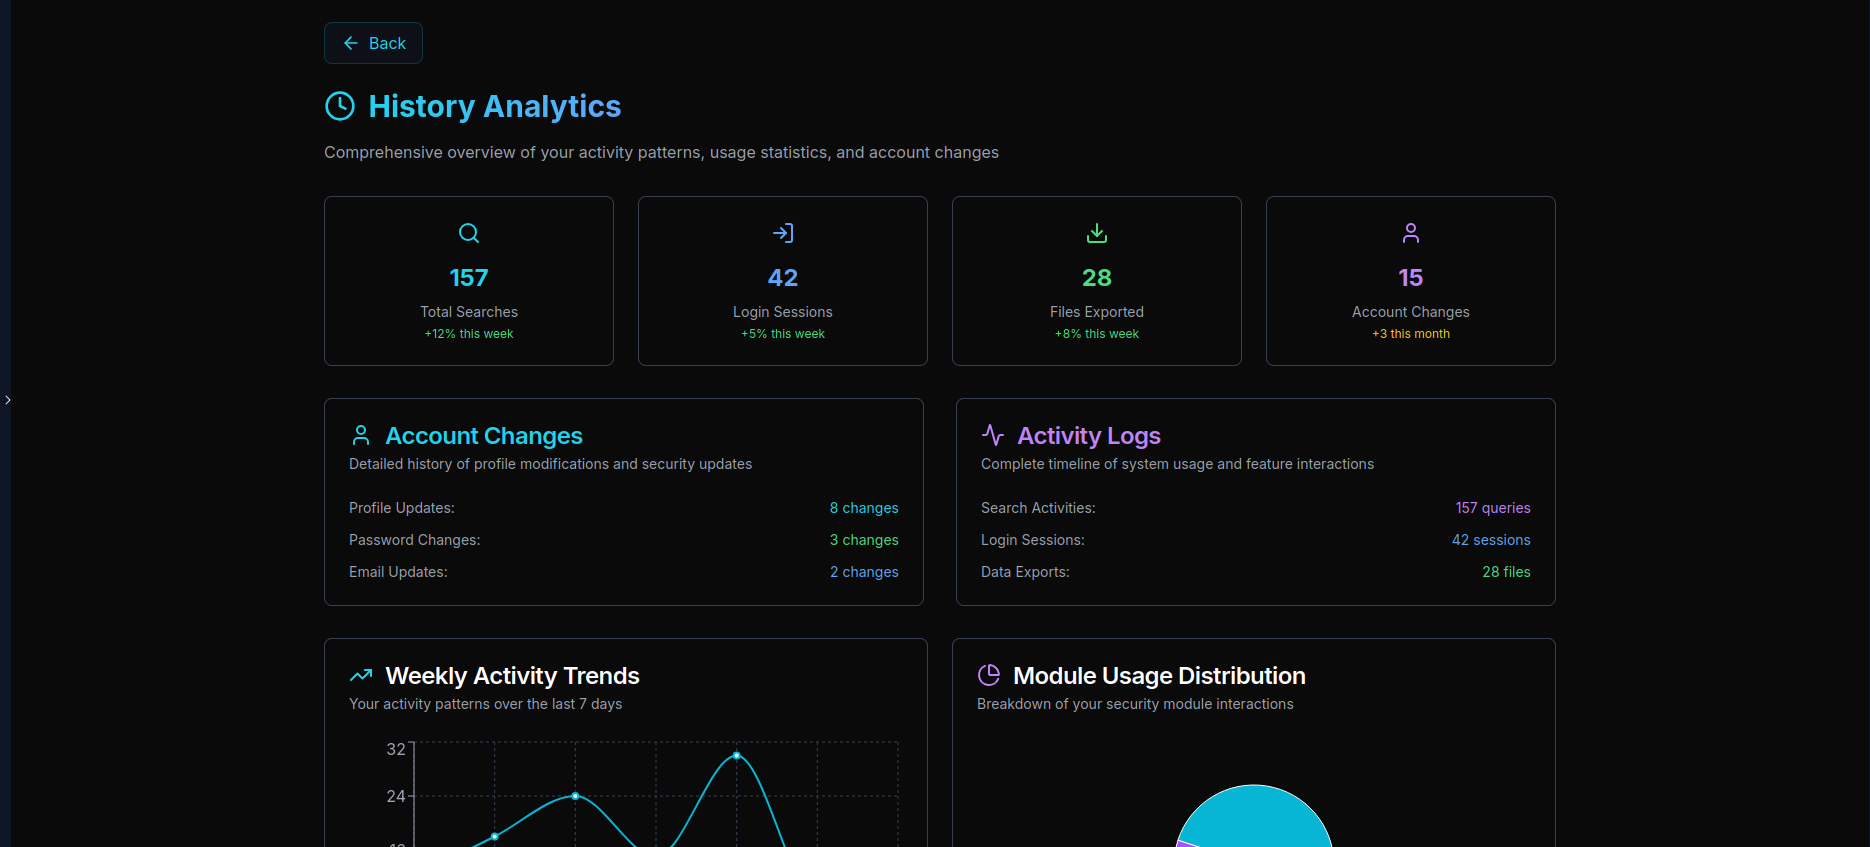 Back
History Analytics
Comprehensive overview of your activity patterns, usage statistics, and account changes
157
Total Searches
+12% this week
42
Login Sessions
+5% this week
28
Files Exported
+8% this week
15
Account Changes
+3 this month
Account Changes
Detailed history of profile modifications and security updates
Profile Updates: 8 changes
Password Changes: 3 changes
Email Updates: 2 changes
Activity Logs
Complete timeline of system usage and feature interactions
Search Activities: 157 queries
Login Sessions: 42 sessions
Data Exports: 28 files
Weekly Activity Trends
Your activity patterns over the last 7 days
32
24
Module Usage Distribution
Breakdown of your security module interactions